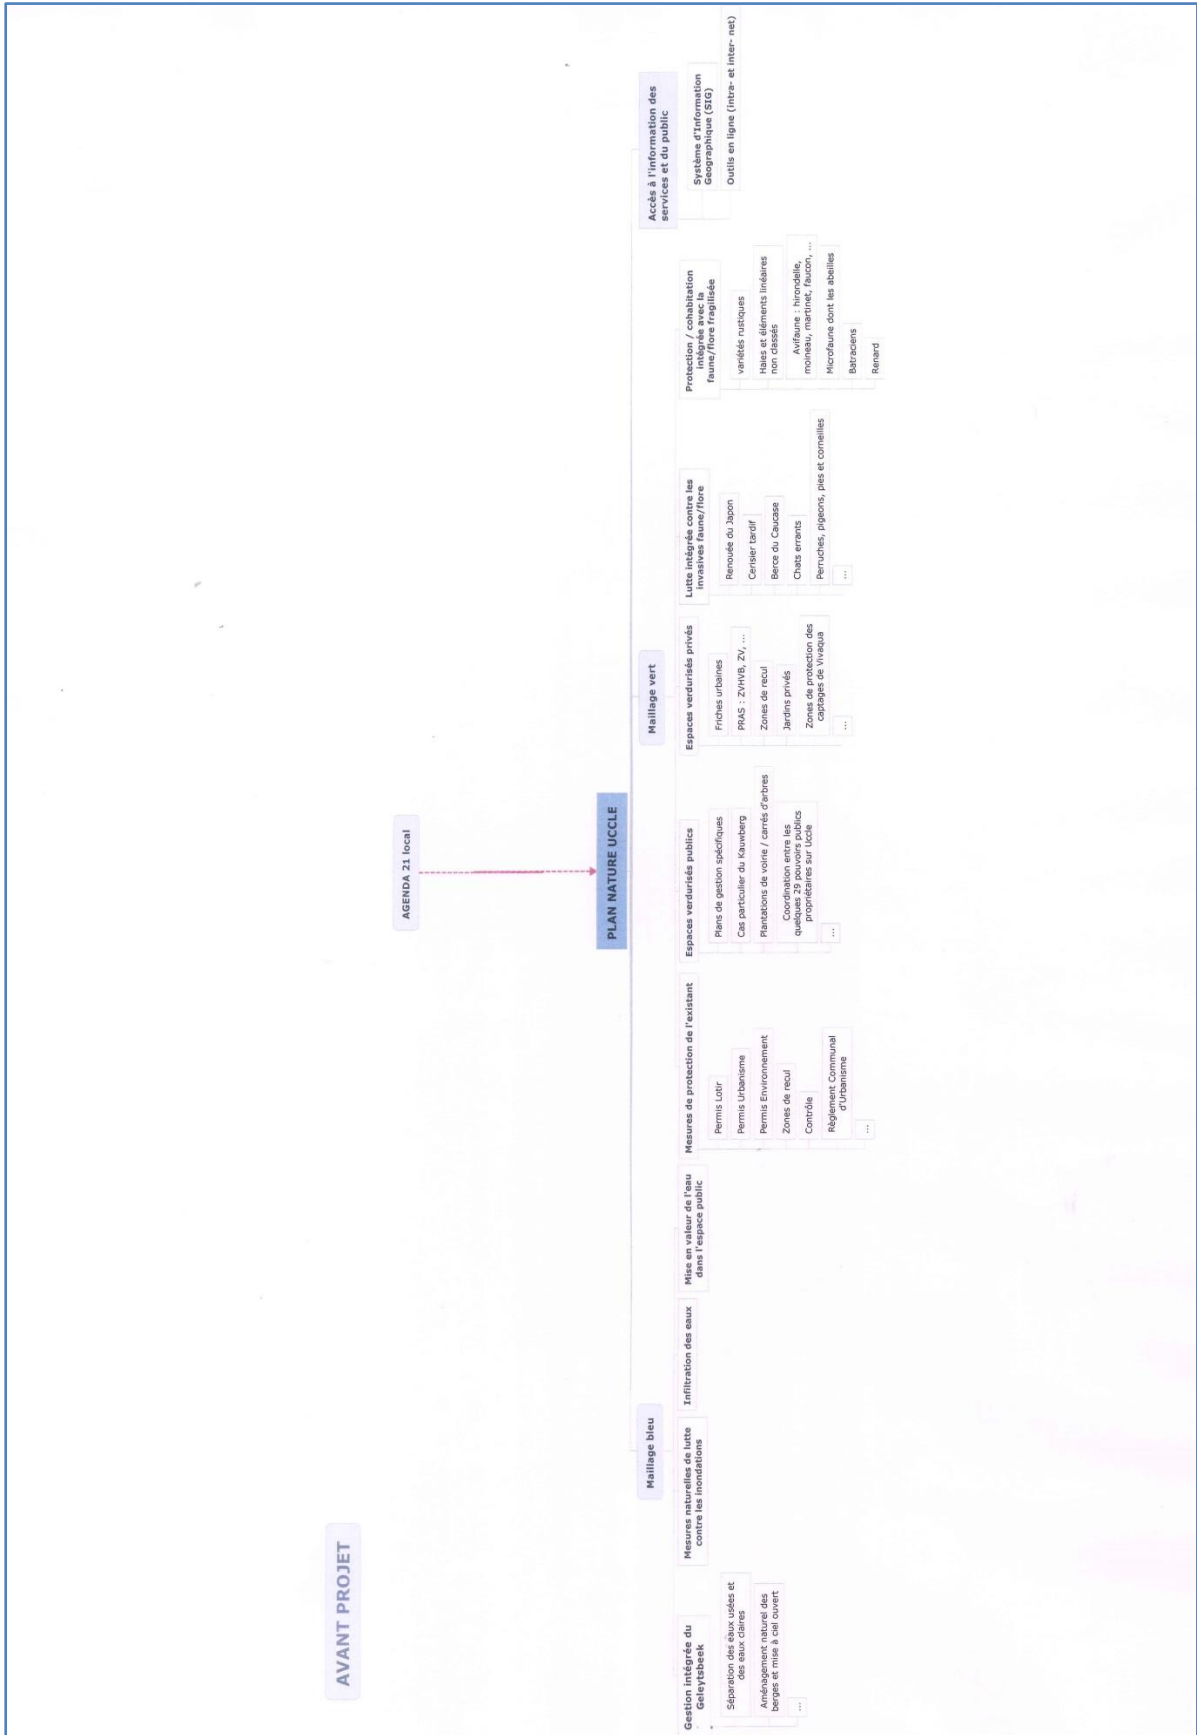 AVANT PROJET
AGENDA 21 local
PLAN NATURE UCCLE
Maillage bleu
Gestion intégrée du
Geleytsbeek
Séparation des eaux usées et
des eaux claires
Aménagement naturel des
berges et mise à ciel ouvert
...
Mesures naturelles de lutte
contre les inondations
Infiltration des eaux
Mise en valeur de l'eau
dans l'espace public
Maillage vert
Mesures de protection de l'existant
Permis Lotir
Permis Urbanisme
Permis Environnement
Zones de recul
Contrôle
Règlement Communal
d'Urbanisme
...
Espaces verdurisés publics
Plans de gestion spécifiques
Cas particulier du Kauwberg
Plantations de voirie / carrés d'arbres
Coordination entre les
quelques 29 pouvoirs publics
propriétaires sur Uccle
...
Espaces verdurisés privés
Friches urbaines
PRAS : ZVHVB, ZV, ...
Zones de recul
Jardins privés
Zones de protection des
captages de Vivaqua
...
Lutte intégrée contre les
invasives faune/flore
Renouée du Japon
Cerisier tardif
Berce du Caucase
Chats errants
Perruches, pigeons, pies et corneilles
...
Protection / cohabitation
intégrée avec la
faune/flore fragilisée
variétés rustiques
Haies et éléments linéaires
non classés
Avifaune : hirondelle,
moineau, martinet, faucon, ...
Microfaune dont les abeilles
Batraciens
Renard
Accès à l'information des
services et du public
Système d'Information
Geographique (SIG)
Outils en ligne (intra- et inter- net)